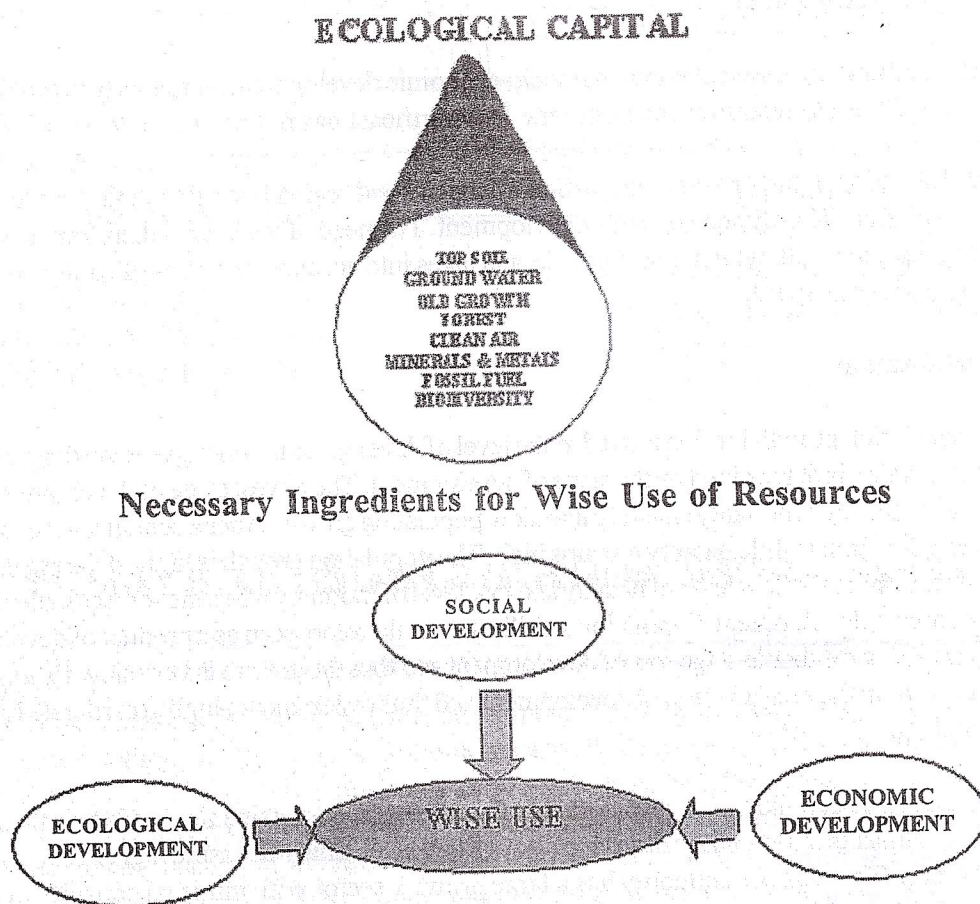 ECOLOGICAL CAPITAL
TOP SOIL
GROUND WATER
OLD GROWTH
FOREST
CLEAN AIR
MINERALS & METALS
FOSSIL FUEL
BIODIVERSITY
Necessary Ingredients for Wise Use of Resources
SOCIAL
DEVELOPMENT
ECOLOGICAL
DEVELOPMENT
WISE USE
ECONOMIC
DEVELOPMENT